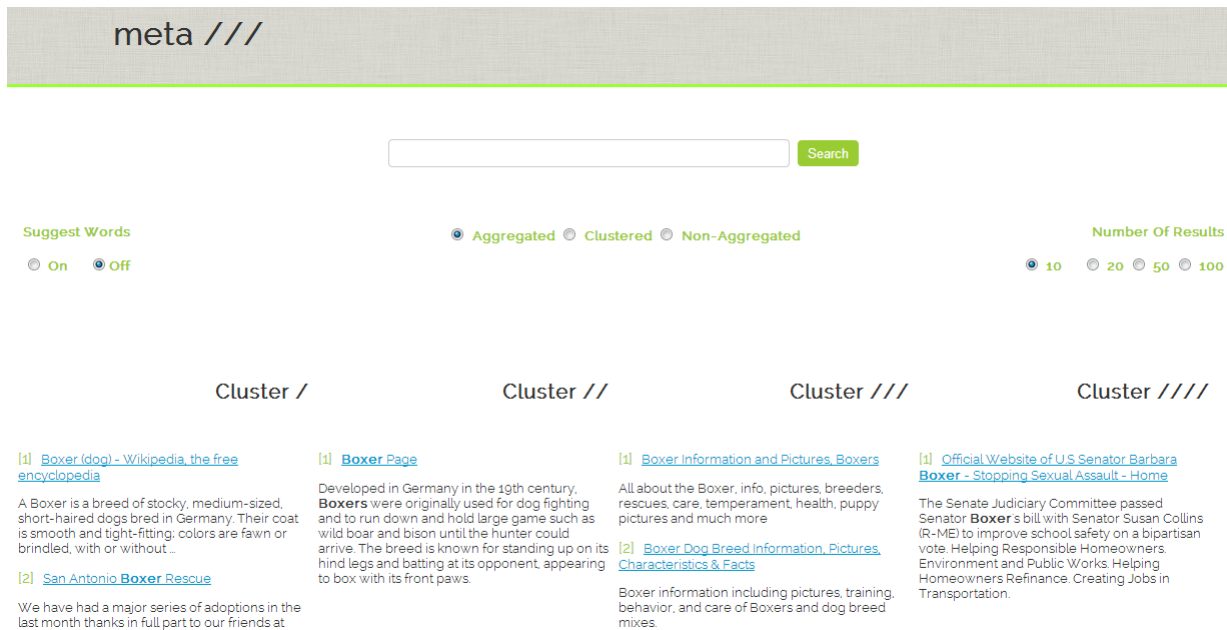 meta ///
Search
Suggest Words
On Off
Aggregated Clustered Non-Aggregated
Number Of Results
10 20 50 100
Cluster /
[1] Boxer (dog) - Wikipedia, the free
encyclopedia
A Boxer is a breed of stocky, medium-sized,
short-haired dogs bred in Germany. Their coat
is smooth and tight-fitting; colors are fawn or
brindled, with or without ...
[2] San Antonio Boxer Rescue
We have had a major series of adoptions in the
last month thanks in full part to our friends at
Cluster //
[1] Boxer Page
Developed in Germany in the 19th century,
Boxers were originally used for dog fighting
and to run down and hold large game such as
wild boar and bison until the hunter could
arrive. The breed is known for standing up on its
hind legs and batting at its opponent, appearing
to box with its front paws.
Cluster ///
[1] Boxer Information and Pictures, Boxers
All about the Boxer, info, pictures, breeders,
rescues, care, temperament, health, puppy
pictures and much more
[2] Boxer Dog Breed Information, Pictures,
Characteristics & Facts
Boxer information including pictures, training,
behavior, and care of Boxers and dog breed
mixes.
Cluster ////
[1] Official Website of U.S Senator Barbara
Boxer - Stopping Sexual Assault - Home
The Senate Judiciary Committee passed
Senator Boxer's bill with Senator Susan Collins
(R-ME) to improve school safety on a bipartisan
vote. Helping Responsible Homeowners.
Environment and Public Works. Helping
Homeowners Refinance. Creating Jobs in
Transportation.